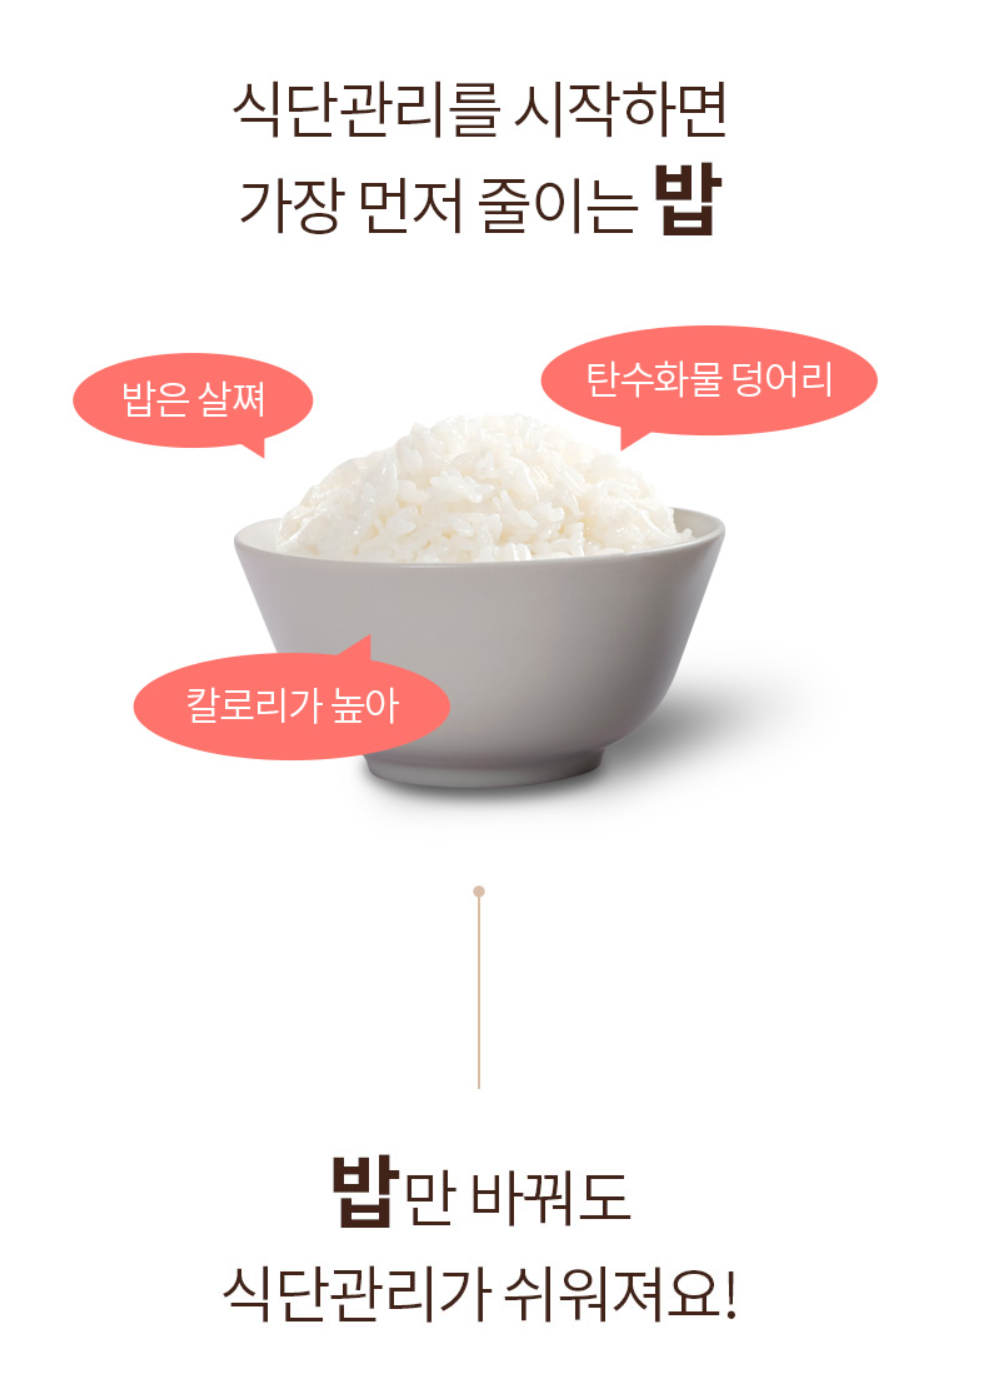 식단관리를 시작하면
가장 먼저 줄이는 밥
밥은 살쪄
탄수화물 덩어리
칼로리가 높아
밥만 바꿔도
식단관리가 쉬워져요!